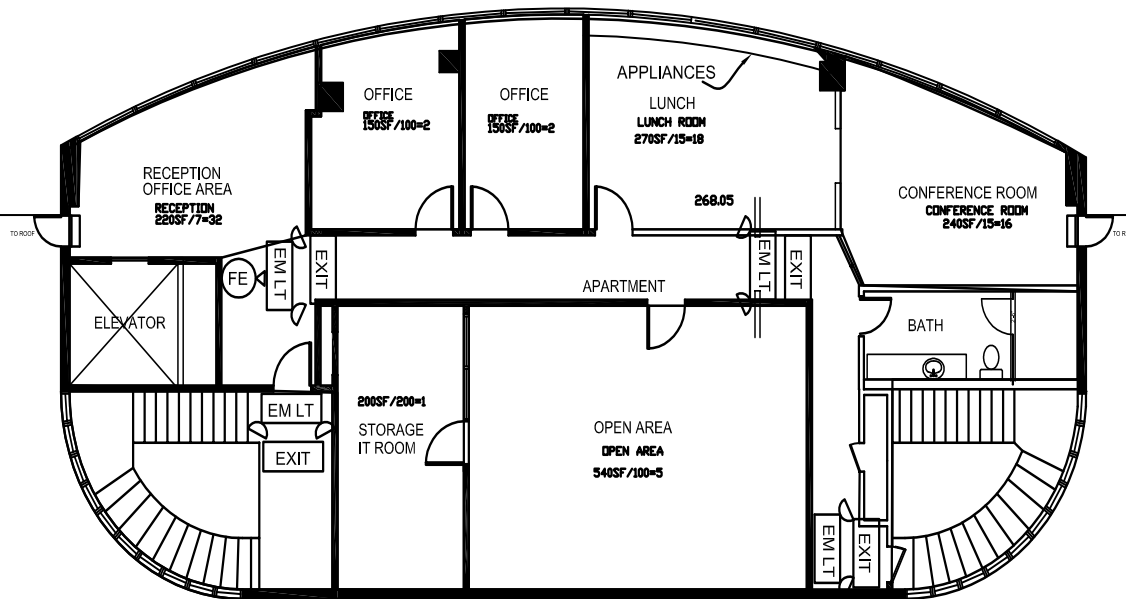 OFFICE
OFFICE
150SF/100=2
OFFICE
OFFICE
150SF/100=2
APPLIANCES
LUNCH
LUNCH ROOM
270SF/15=18
RECEPTION
OFFICE AREA
RECEPTION
220SF/7=32
CONFERENCE ROOM
CONFERENCE ROOM
240SF/15=16
268.05
TO ROOF
TO R
FE
EM LT
EXIT
APARTMENT
EM LT
EXIT
ELEVATOR
BATH
EM LT
EXIT
200SF/200=1
STORAGE
IT ROOM
OPEN AREA
OPEN AREA
540SF/100=5
EM LT
EXIT